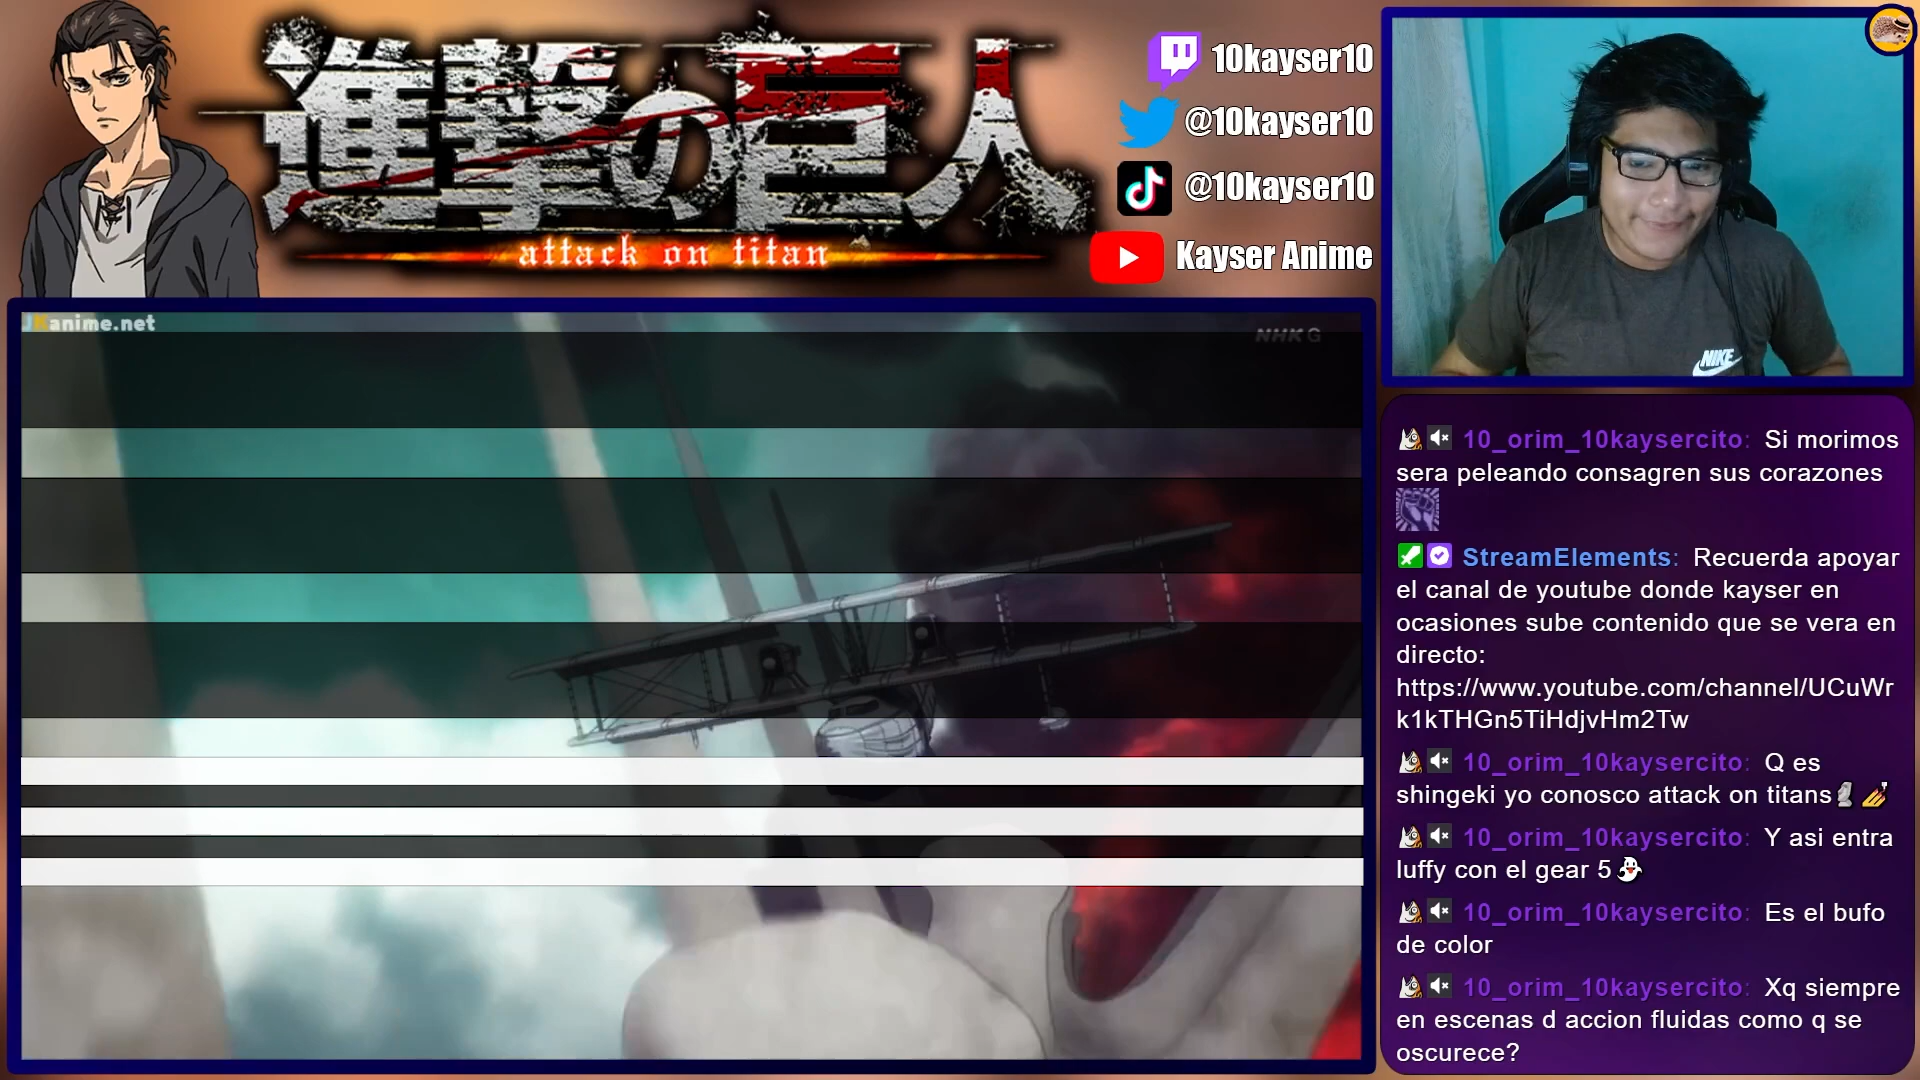 進撃の巨人
attack on titan
10kayser10
@10kayser10
@10kayser10
Kayser Anime
JKanime.net
NHK G
NIKE
10_orim_10kaysercito: Si morimos
sera peleando consagren sus corazones
StreamElements: Recuerda apoyar
el canal de youtube donde kayser en
ocasiones sube contenido que se vera en
directo:
https://www.youtube.com/channel/UCuWr
k1kTHGn5TiHdjvHm2Tw
10_orim_10kaysercito: Q es
shingeki yo conosco attack on titans🗿💅
10_orim_10kaysercito: Y asi entra
luffy con el gear 5👻
10_orim_10kaysercito: Es el bufo
de color
10_orim_10kaysercito: Xq siempre
en escenas d accion fluidas como q se
oscurece?